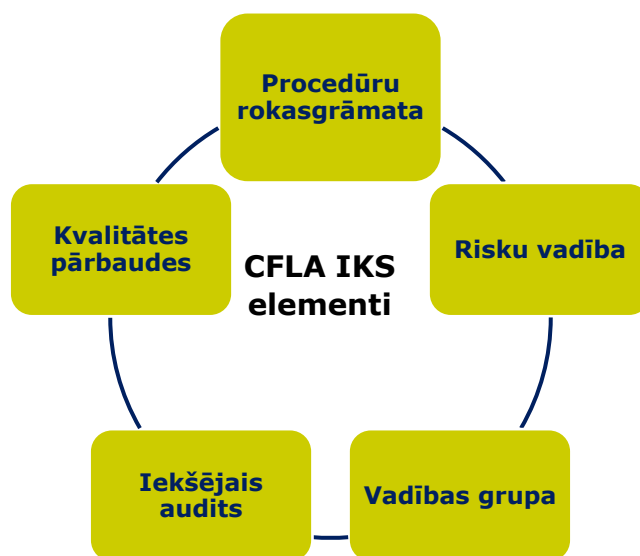 Procedūru
rokasgrāmata
Kvalitātes
pārbaudes
CFLA IKS
elementi
Risku vadība
Iekšējais
audits
Vadības grupa